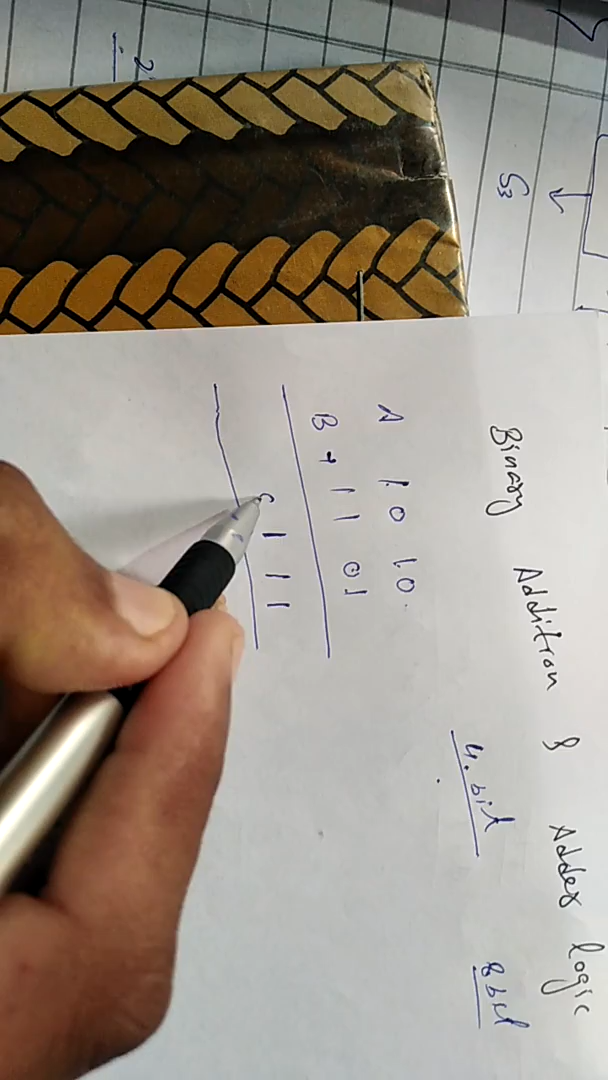 Binary Addition & Adder logic
4.bit 8bit
A 1 0 1 0
B + 1 1 0 1
1 1 1
S3